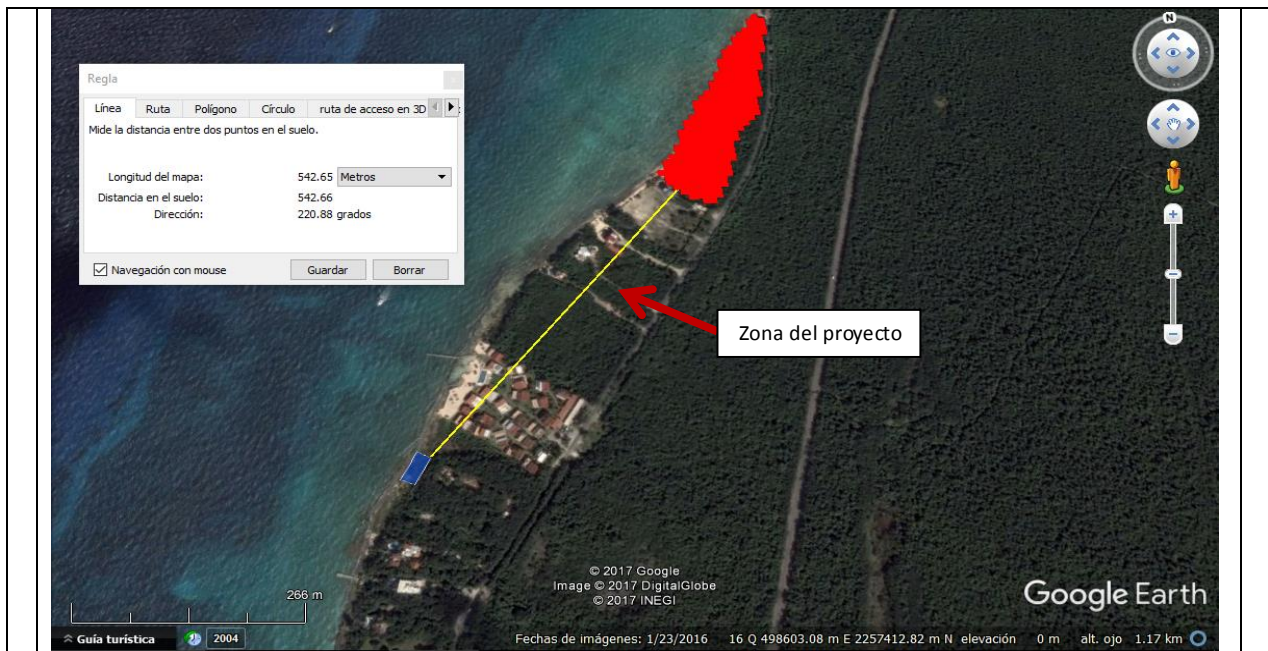 N
Regla
Línea Ruta Polígono Círculo ruta de acceso en 3D
Mide la distancia entre dos puntos en el suelo.
Longitud del mapa: 542.65 Metros
Distancia en el suelo: 542.66
Dirección: 220.88 grados
Navegación con mouse Guardar Borrar
Zona del proyecto
© 2017 Google
Image © 2017 DigitalGlobe
© 2017 INEGI
266 m
Google Earth
Guía turística 2004 Fechas de imágenes: 1/23/2016 16 Q 498603.08 m E 2257412.82 m N elevación 0 m alt. ojo 1.17 km